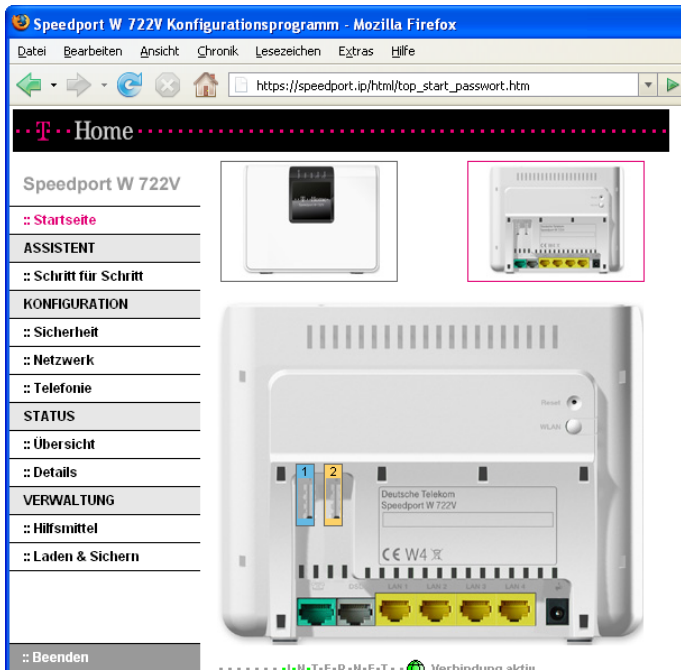 Speedport W 722V Konfigurationsprogramm - Mozilla Firefox
Datei Bearbeiten Ansicht Chronik Lesezeichen Extras Hilfe
https://speedport.ip/html/top_start_passwort.htm
T Home
Speedport W 722V
:: Startseite
ASSISTENT
:: Schritt für Schritt
KONFIGURATION
:: Sicherheit
:: Netzwerk
:: Telefonie
STATUS
:: Übersicht
:: Details
VERWALTUNG
:: Hilfsmittel
:: Laden & Sichern
:: Beenden
Reset
WLAN
1 2
Deutsche Telekom
Speedport W 722V
CE W4
DSL LAN 1 LAN 2 LAN 3 LAN 4
I-N-T-E-R-N-E-T Verbindung aktiv